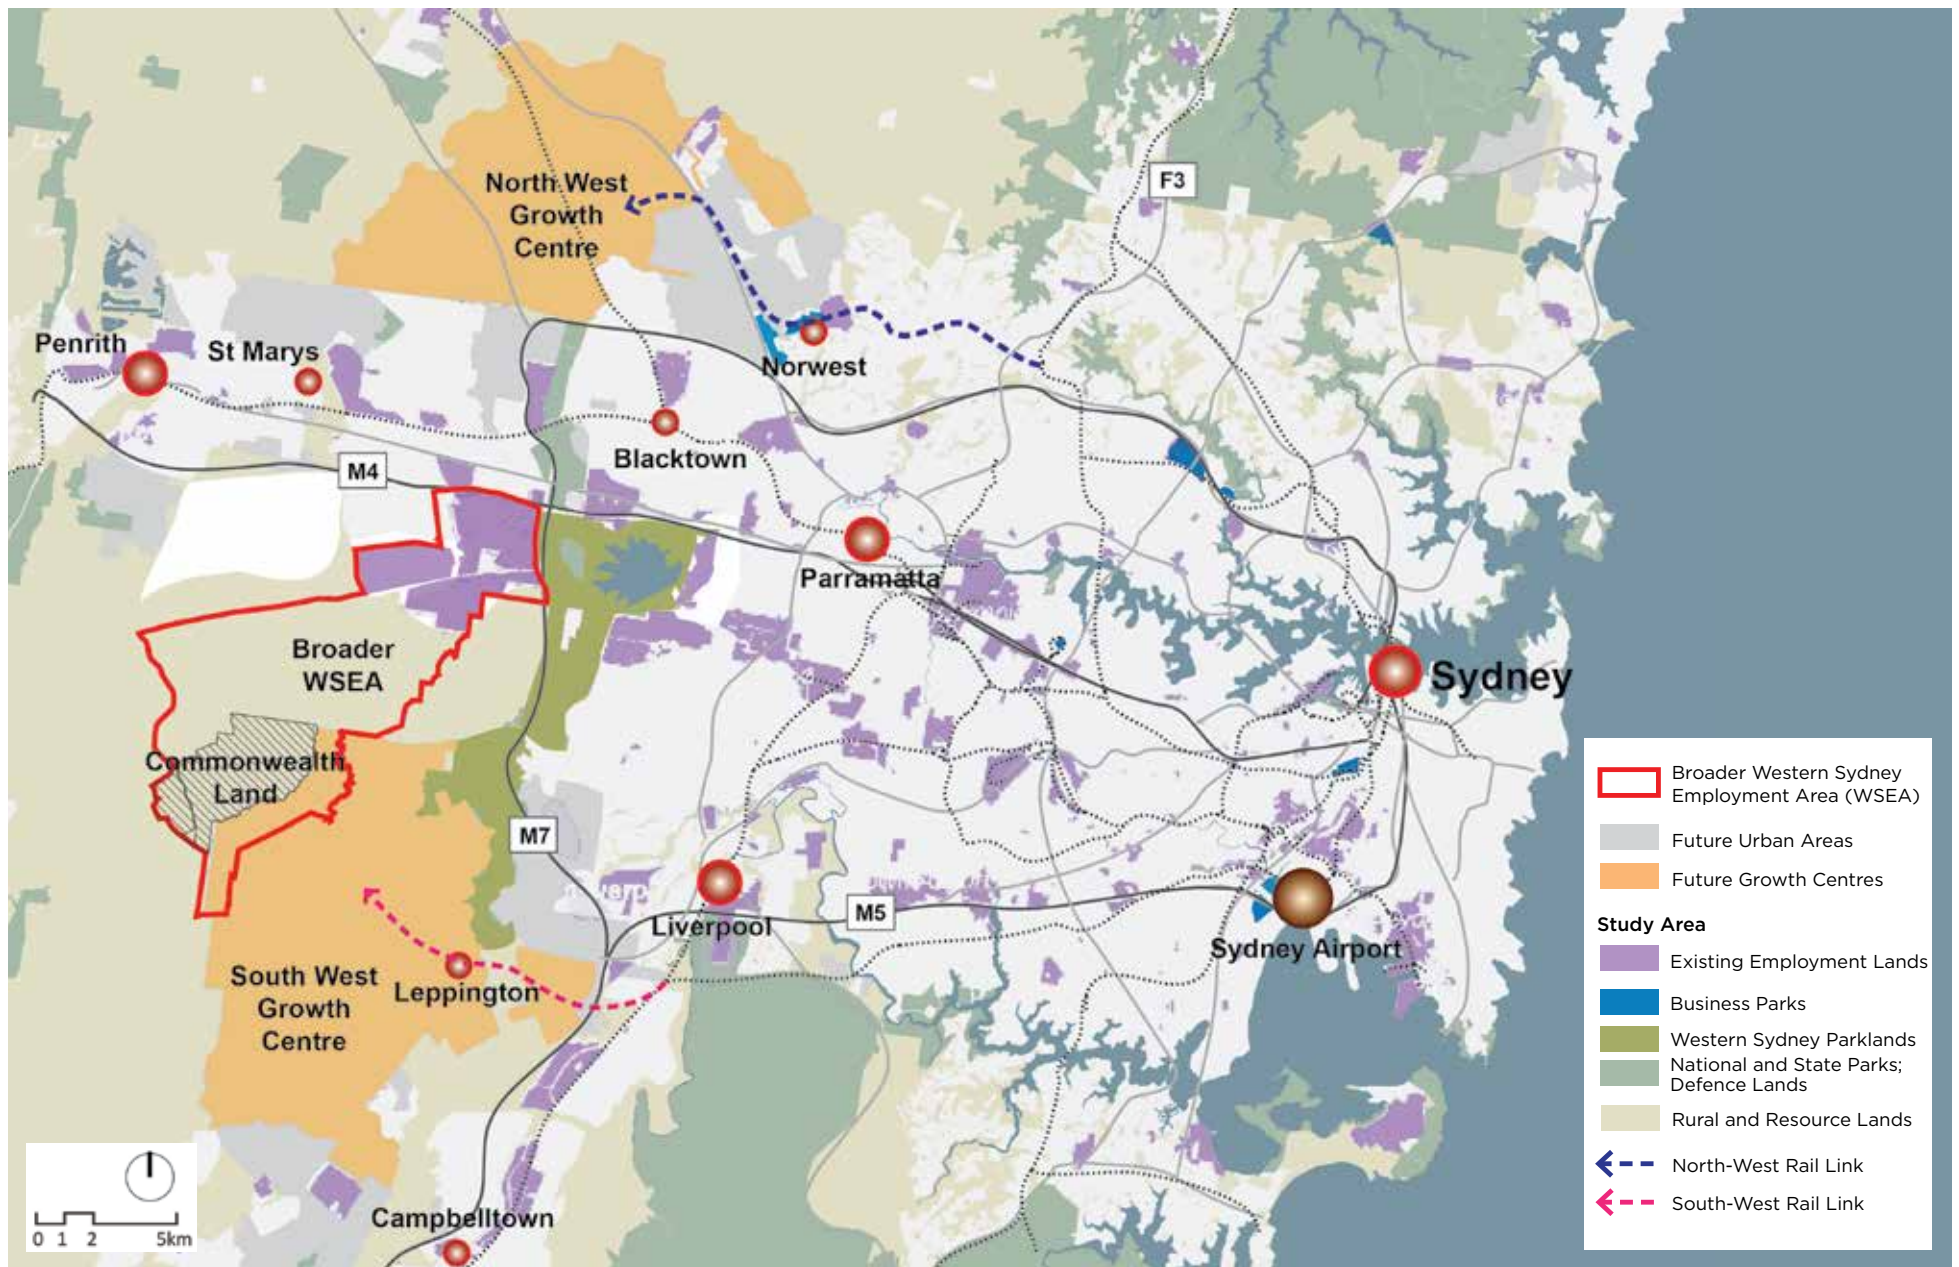 F3
North West
Growth
Centre
Penrith
St Marys
Norwest
Blacktown
M4
Parramatta
Broader
WSEA
Sydney
Commonwealth
Land
M7
Liverpool
M5
Sydney Airport
South West
Growth
Centre
Leppington
Campbelltown
0 1 2 5km
Broader Western Sydney
Employment Area (WSEA)
Future Urban Areas
Future Growth Centres
Study Area
Existing Employment Lands
Business Parks
Western Sydney Parklands
National and State Parks;
Defence Lands
Rural and Resource Lands
North-West Rail Link
South-West Rail Link